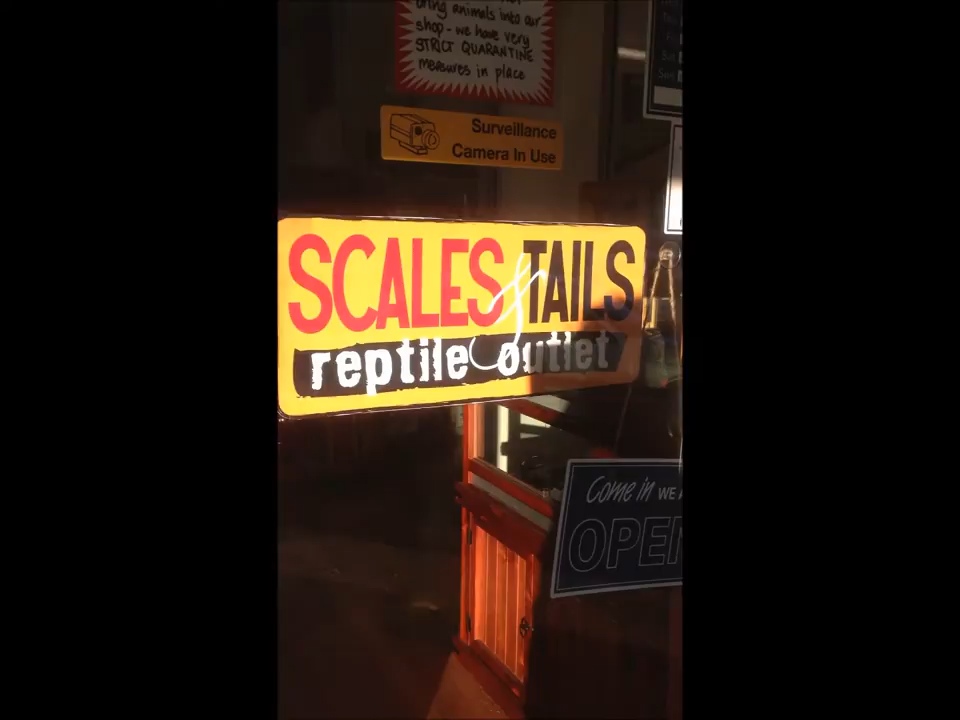 bring animals into our
shop - we have very
STRICT QUARANTINE
measures in place
Surveillance
Camera In Use
SCALES & TAILS
reptile outlet
Come in WE
OPEN